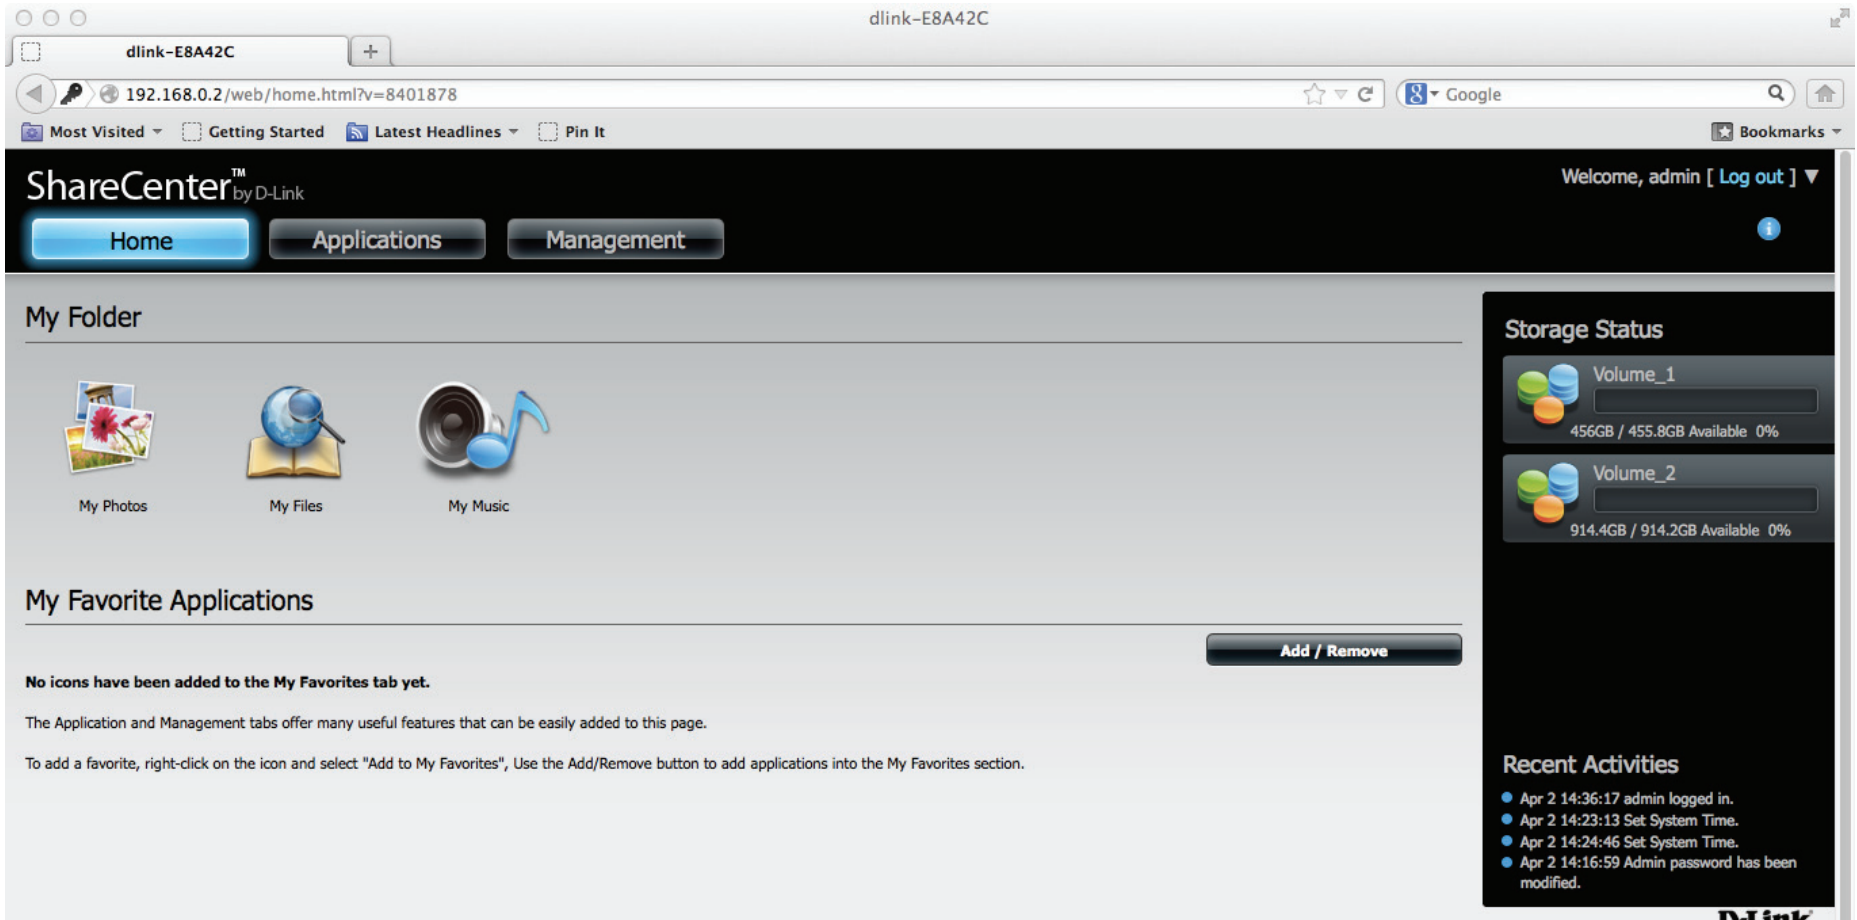 dlink-E8A42C
dlink-E8A42C
192.168.0.2/web/home.html?v=8401878
Google
Most Visited
Getting Started
Latest Headlines
Pin It
Bookmarks
ShareCenter™ by D-Link
Welcome, admin [ Log out ]
Home
Applications
Management
My Folder
My Photos
My Files
My Music
My Favorite Applications
Add / Remove
No icons have been added to the My Favorites tab yet.
The Application and Management tabs offer many useful features that can be easily added to this page.
To add a favorite, right-click on the icon and select "Add to My Favorites", Use the Add/Remove button to add applications into the My Favorites section.
Storage Status
Volume_1
456GB / 455.8GB Available 0%
Volume_2
914.4GB / 914.2GB Available 0%
Recent Activities
Apr 2 14:36:17 admin logged in.
Apr 2 14:23:13 Set System Time.
Apr 2 14:24:46 Set System Time.
Apr 2 14:16:59 Admin password has been
modified.
D-Link